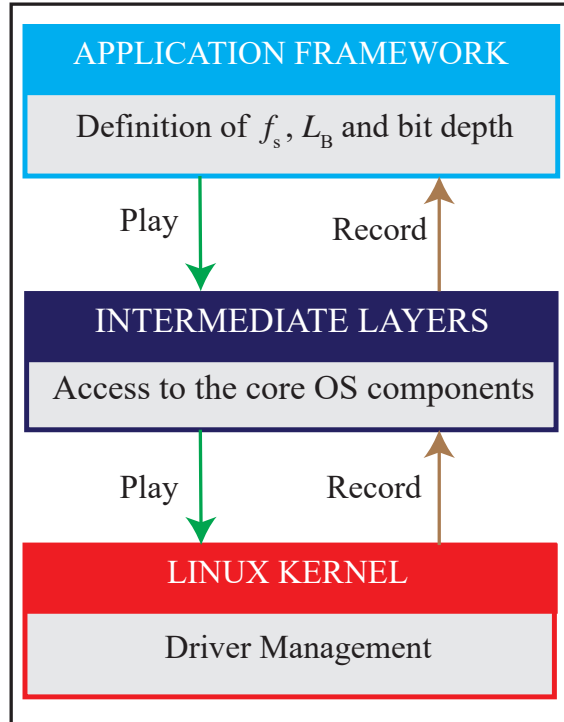 APPLICATION FRAMEWORK
Definition of fs, LB and bit depth
Play
Record
INTERMEDIATE LAYERS
Access to the core OS components
Play
Record
LINUX KERNEL
Driver Management